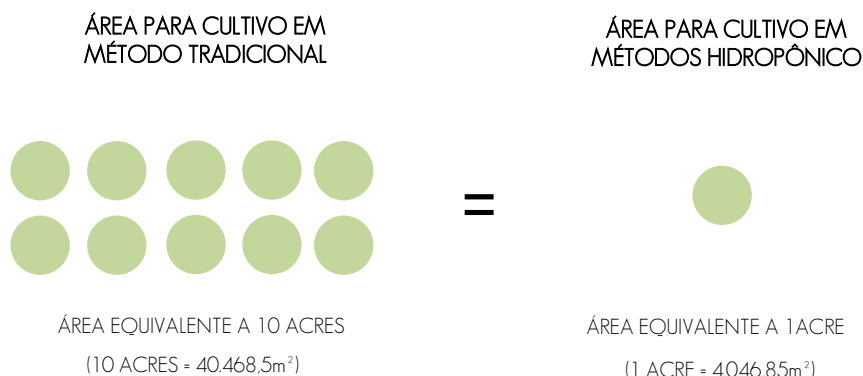 ÁREA PARA CULTIVO EM
MÉTODO TRADICIONAL
ÁREA PARA CULTIVO EM
MÉTODOS HIDROPÔNICO
=
ÁREA EQUIVALENTE A 10 ACRES
(10 ACRES = 40.468,5m²)
ÁREA EQUIVALENTE A 1ACRE
(1 ACRE = 4.046,85m²)